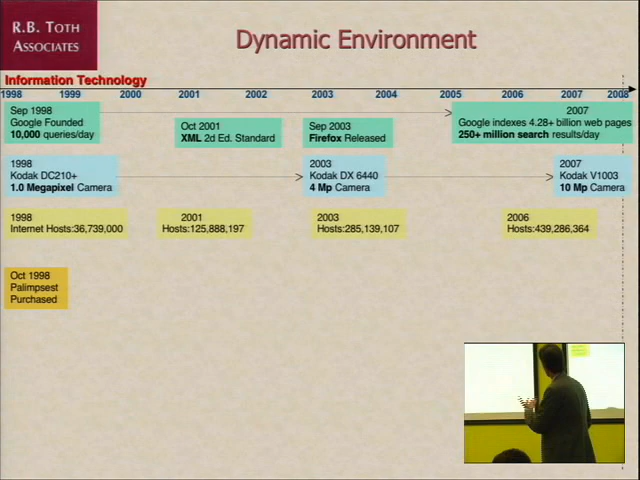 R.B. TOTH
ASSOCIATES
Dynamic Environment
Information Technology
1998 1999 2000 2001 2002 2003 2004 2005 2006 2007 2008
Sep 1998
Google Founded
10,000 queries/day
Oct 2001
XML 2d Ed. Standard
Sep 2003
Firefox Released
2007
Google indexes 4.28+ billion web pages
250+ million search results/day
1998
Kodak DC210+
1.0 Megapixel Camera
2003
Kodak DX 6440
4 Mp Camera
2007
Kodak V1003
10 Mp Camera
1998
Internet Hosts:36,739,000
2001
Hosts:125,888,197
2003
Hosts:285,139,107
2006
Hosts:439,286,364
Oct 1998
Palimpsest
Purchased